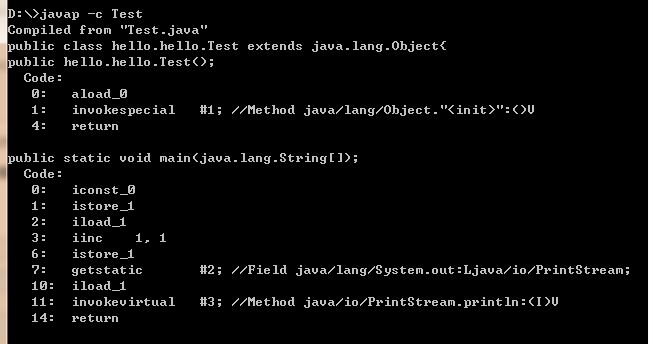 D:\>javap -c Test
Compiled from "Test.java"
public class hello.hello.Test extends java.lang.Object{
public hello.hello.Test();
  Code:
   0:   aload_0
   1:   invokespecial   #1; //Method java/lang/Object."<init>":()V
   4:   return

public static void main(java.lang.String[]);
  Code:
   0:   iconst_0
   1:   istore_1
   2:   iload_1
   3:   iinc    1, 1
   6:   istore_1
   7:   getstatic       #2; //Field java/lang/System.out:Ljava/io/PrintStream;
   10:  iload_1
   11:  invokevirtual   #3; //Method java/io/PrintStream.println:(I)V
   14:  return